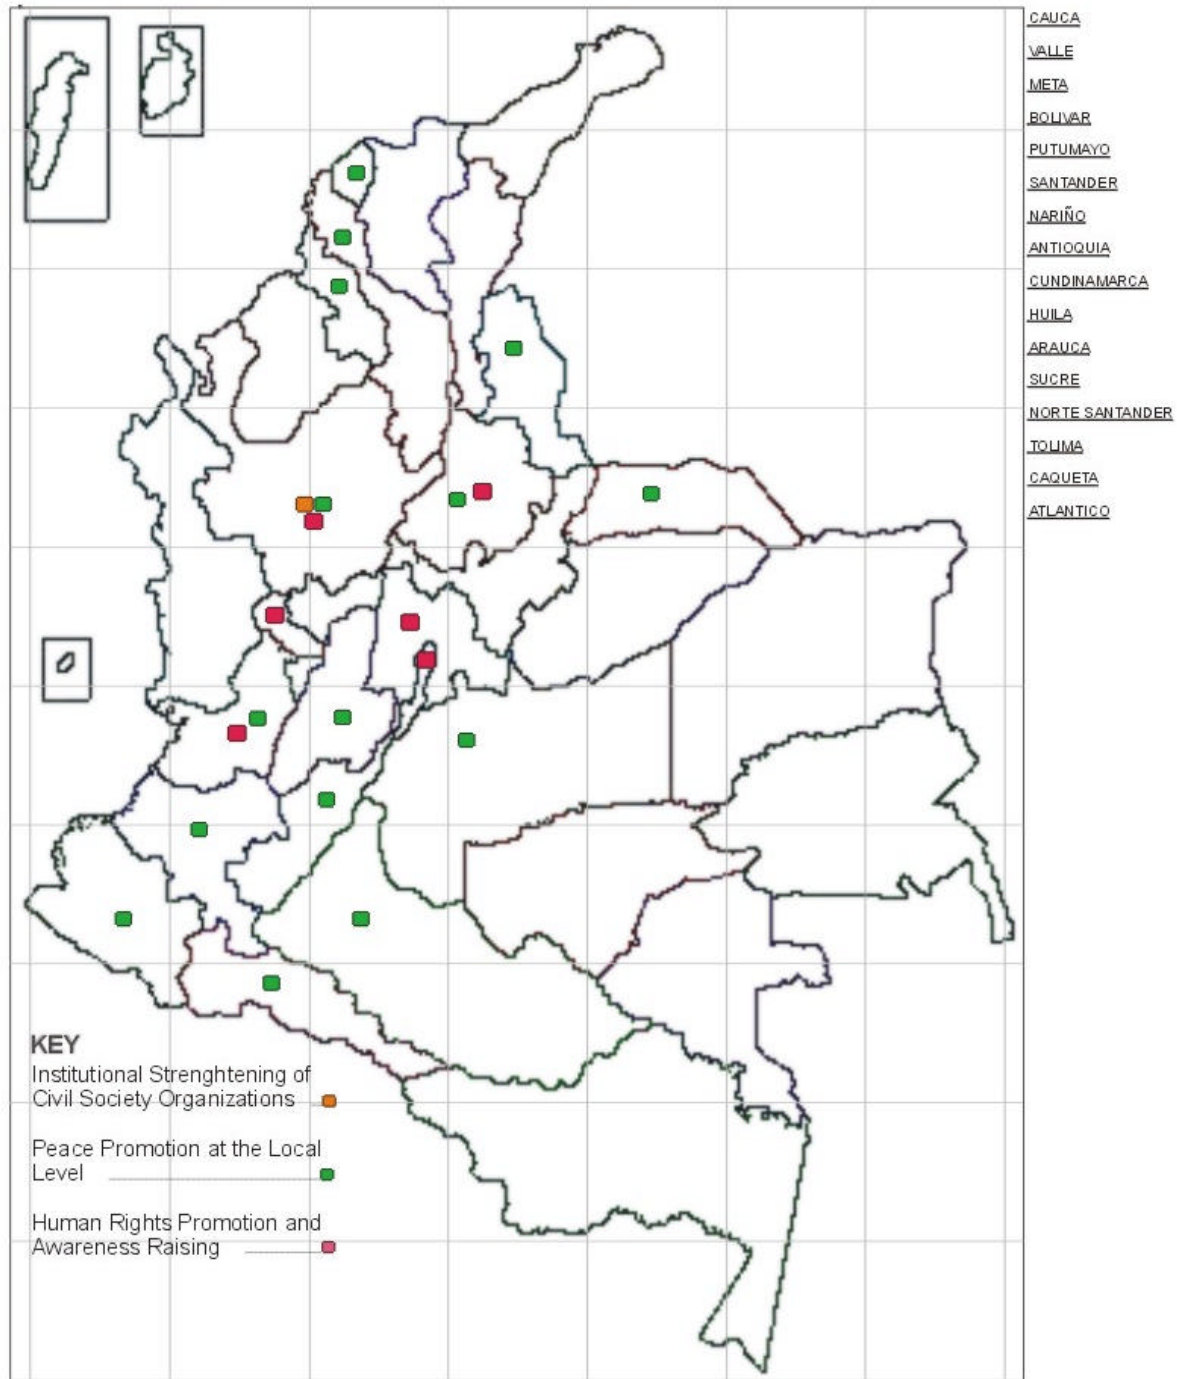 CAUCA
VALLE
META
BOLIVAR
PUTUMAYO
SANTANDER
NARIÑO
ANTIOQUIA
CUNDINAMARCA
HUILA
ARAUCA
SUCRE
NORTE SANTANDER
TOLIMA
CAQUETA
ATLANTICO
KEY
Institutional Strenghtening of
Civil Society Organizations
Peace Promotion at the Local
Level
Human Rights Promotion and
Awareness Raising